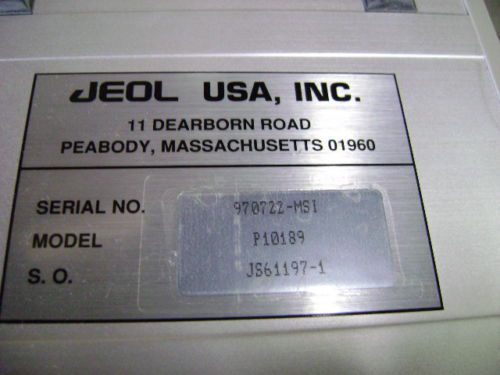 JEOL USA, INC.
11 DEARBORN ROAD
PEABODY, MASSACHUSETTS 01960
SERIAL NO. 970722-MSI
MODEL P10189
S. O. JS61197-1